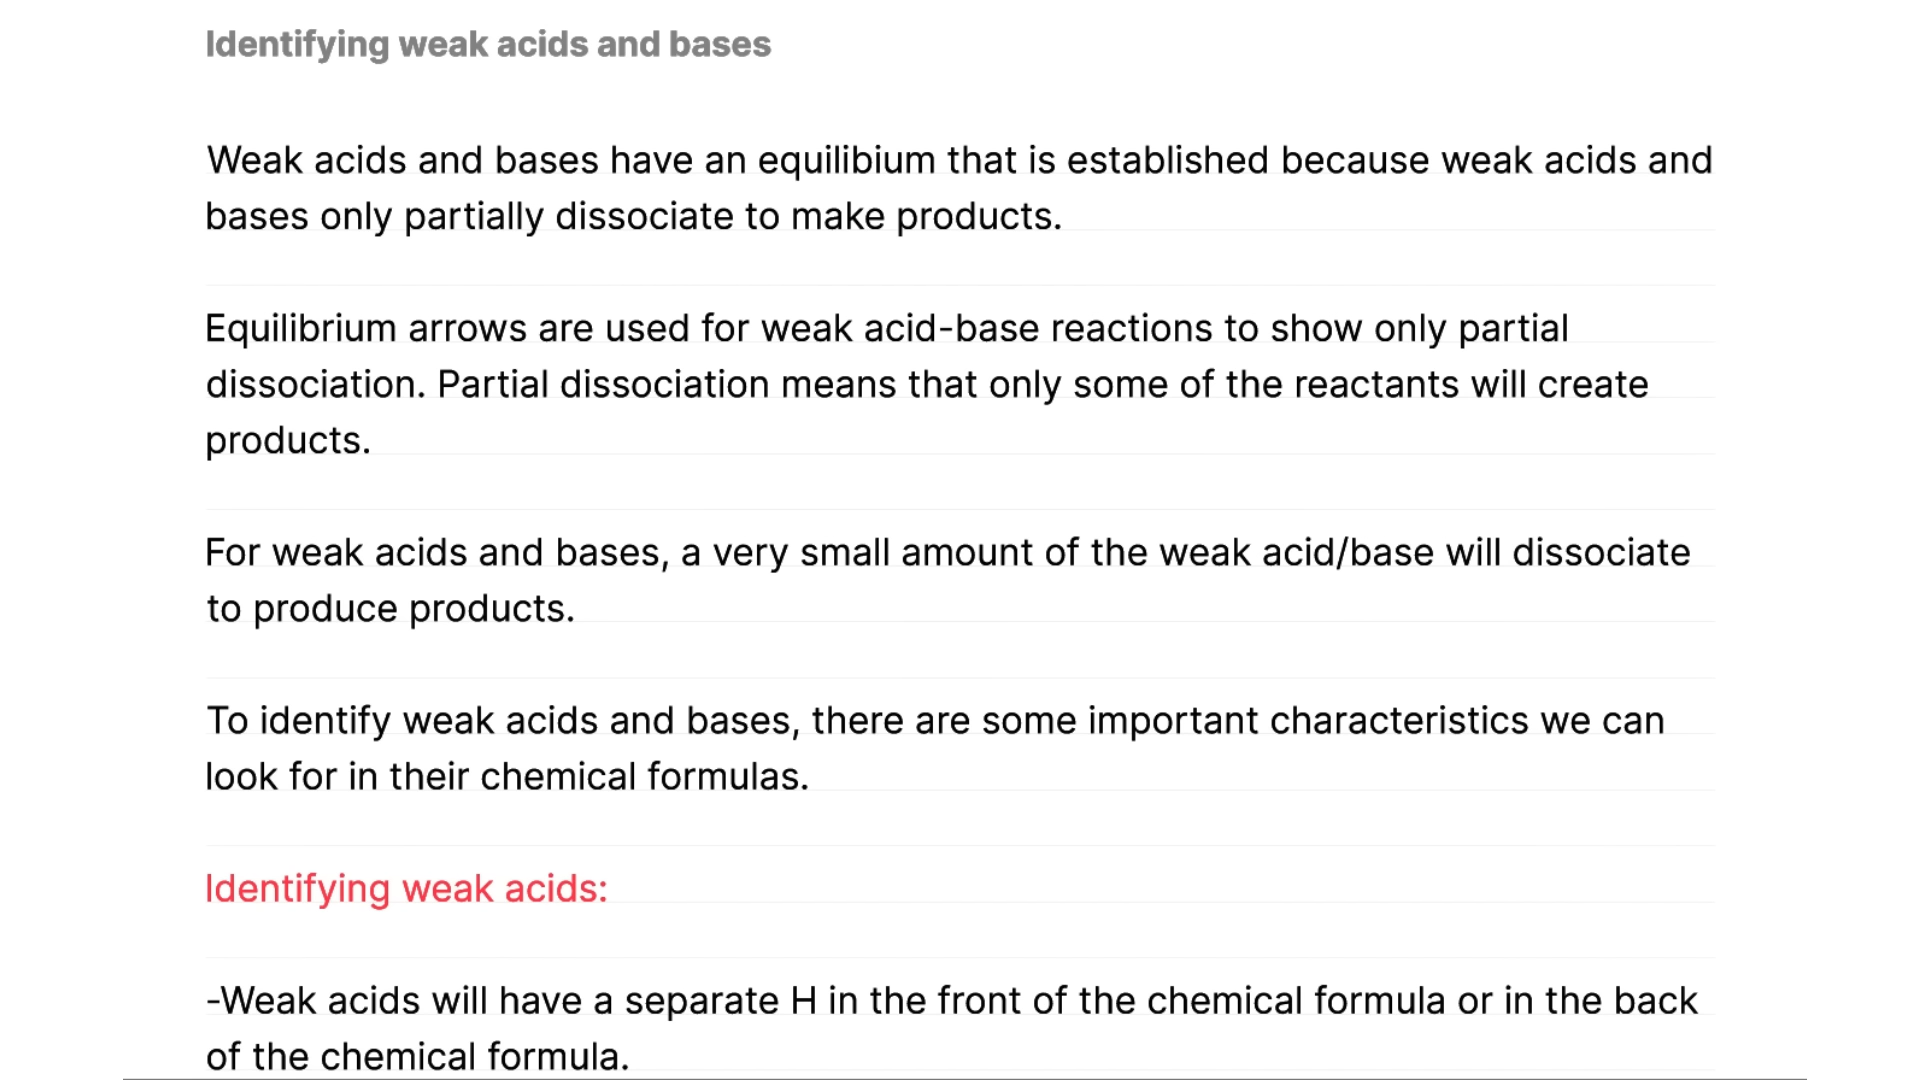 Identifying weak acids and bases
Weak acids and bases have an equilibium that is established because weak acids and
bases only partially dissociate to make products.
Equilibrium arrows are used for weak acid-base reactions to show only partial
dissociation. Partial dissociation means that only some of the reactants will create
products.
For weak acids and bases, a very small amount of the weak acid/base will dissociate
to produce products.
To identify weak acids and bases, there are some important characteristics we can
look for in their chemical formulas.
Identifying weak acids:
-Weak acids will have a separate H in the front of the chemical formula or in the back
of the chemical formula.